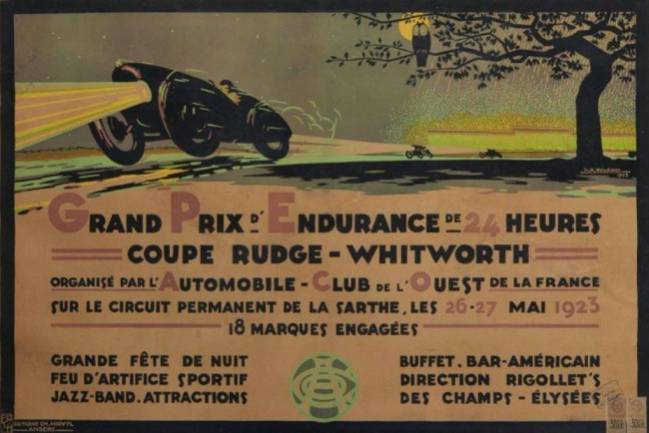 GRAND PRIX D'ENDURANCE DE 24 HEURES
COUPE RUDGE - WHITWORTH
ORGANISÉ PAR L'AUTOMOBILE - CLUB DE L'OUEST DE LA FRANCE
SUR LE CIRCUIT PERMANENT DE LA SARTHE, LES 26-27 MAI 1923
18 MARQUES ENGAGÉES
GRANDE FÊTE DE NUIT
FEU D'ARTIFICE SPORTIF
JAZZ-BAND. ATTRACTIONS
BUFFET. BAR-AMÉRICAIN
DIRECTION RIGOLLET'S
DES CHAMPS - ÉLYSÉES
ANGERS